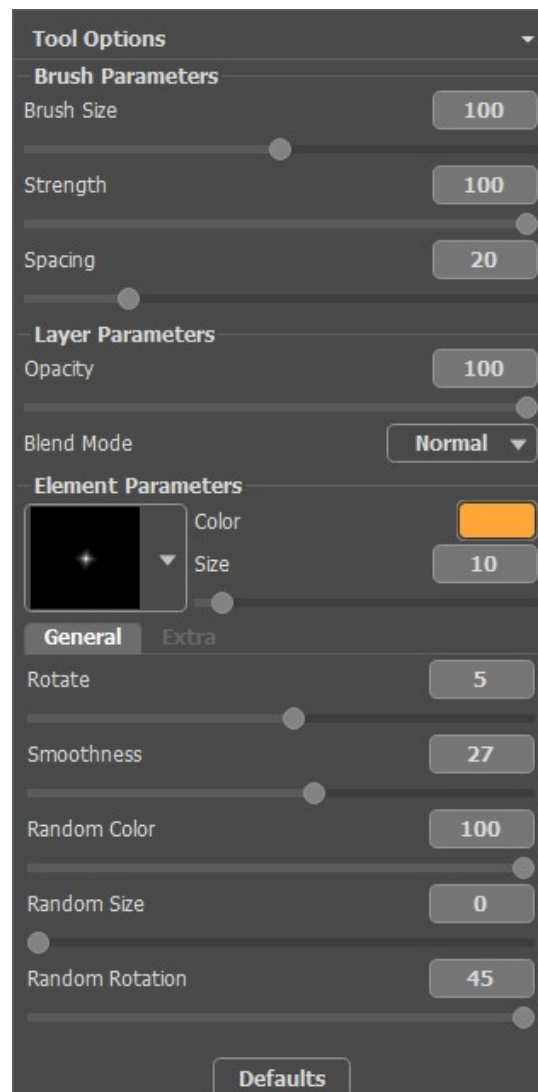 Tool Options
Brush Parameters
Brush Size 100
Strength 100
Spacing 20
Layer Parameters
Opacity 100
Blend Mode Normal
Element Parameters
Color
Size 10
General Extra
Rotate 5
Smoothness 27
Random Color 100
Random Size 0
Random Rotation 45
Defaults